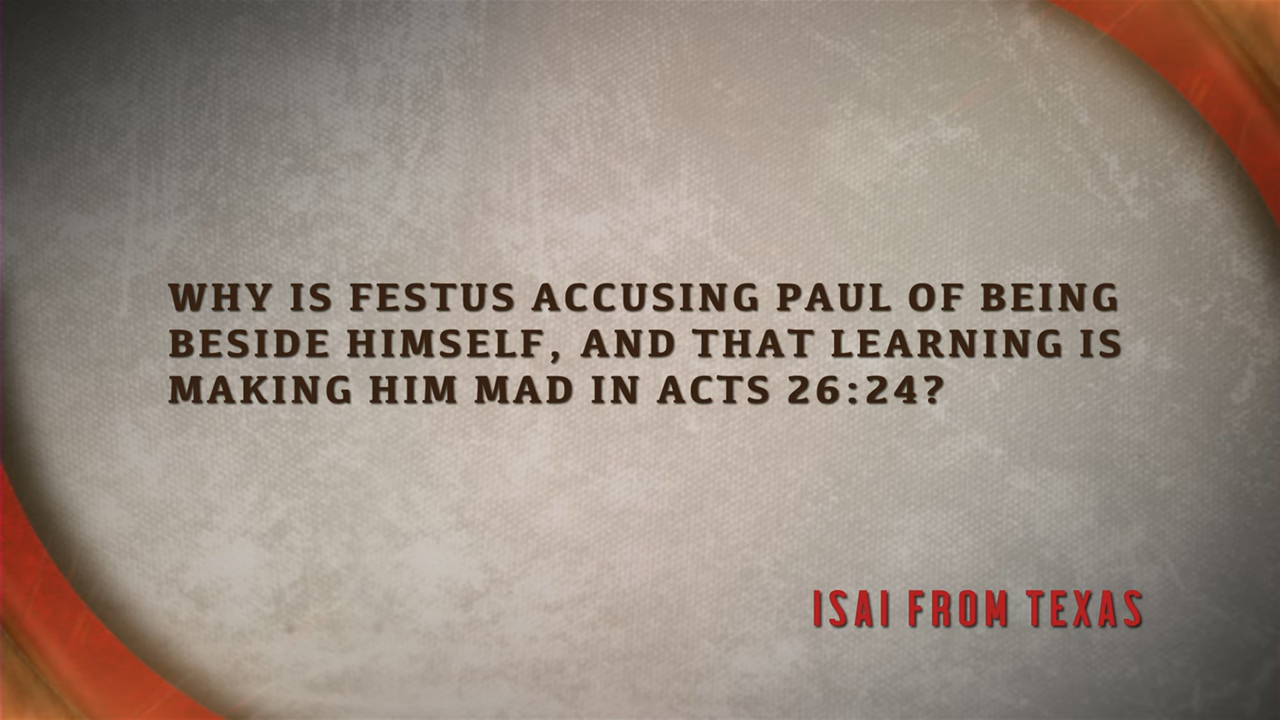 WHY IS FESTUS ACCUSING PAUL OF BEING
BESIDE HIMSELF, AND THAT LEARNING IS
MAKING HIM MAD IN ACTS 26:24?
ISAI FROM TEXAS